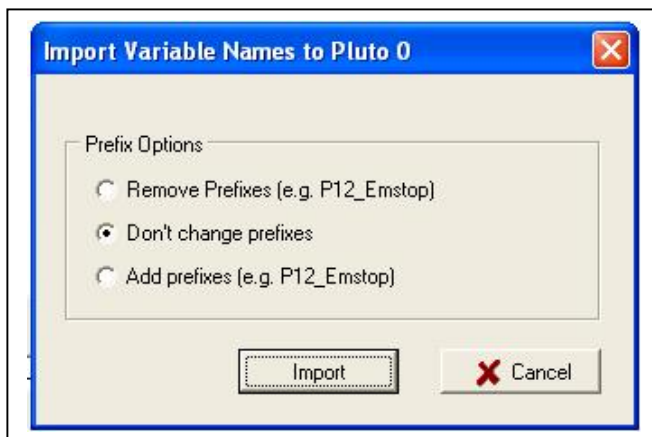 Import Variable Names to Pluto 0
Prefix Options
Remove Prefixes (e.g. P12_Emstop)
Don't change prefixes
Add prefixes (e.g. P12_Emstop)
Import
Cancel